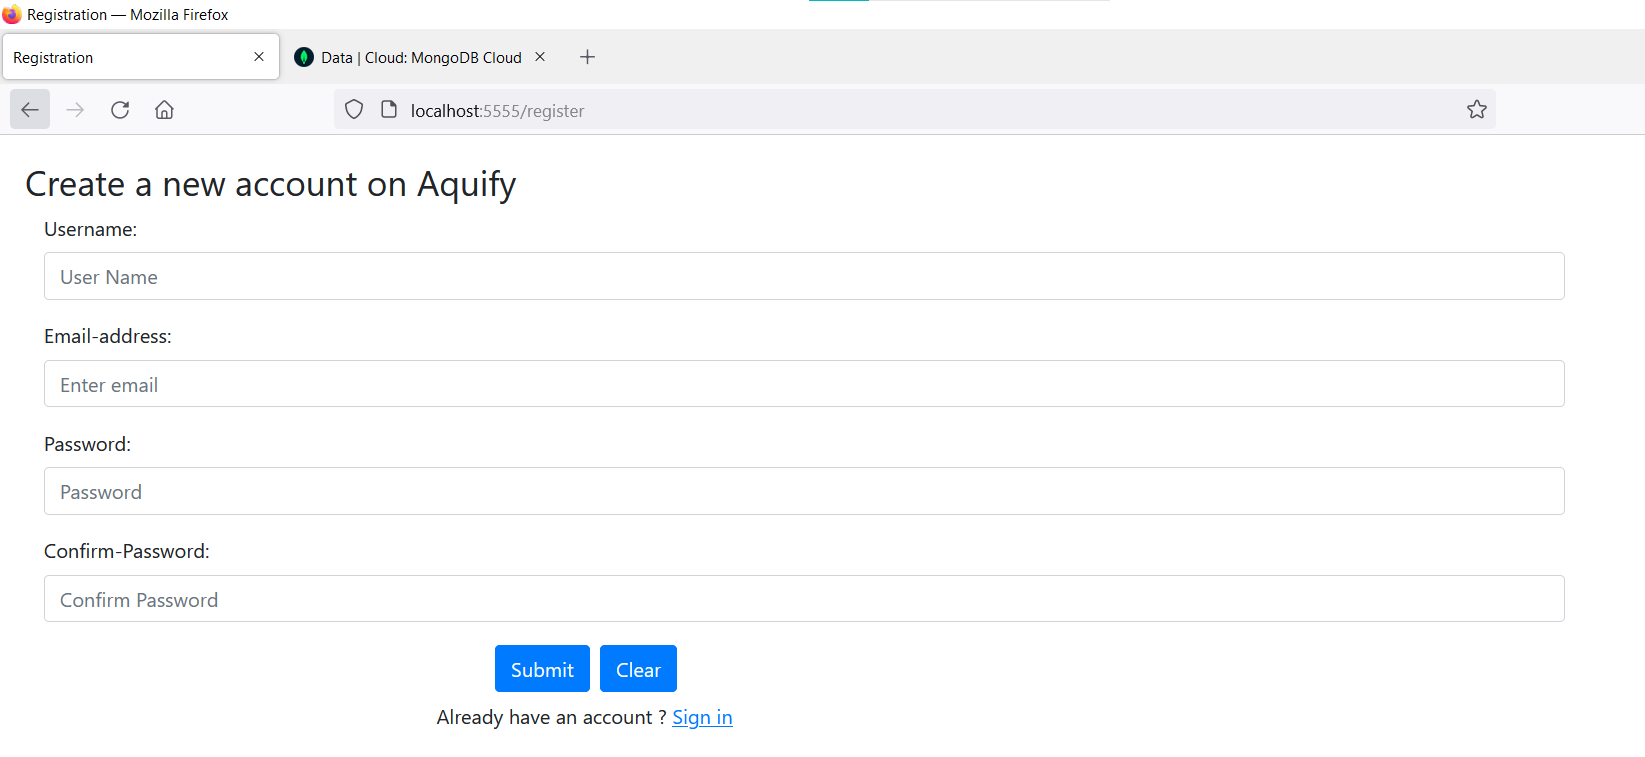 Registration — Mozilla Firefox
Registration
Data | Cloud: MongoDB Cloud
localhost:5555/register
Create a new account on Aquify
Username:
User Name
Email-address:
Enter email
Password:
Password
Confirm-Password:
Confirm Password
Submit
Clear
Already have an account ? Sign in